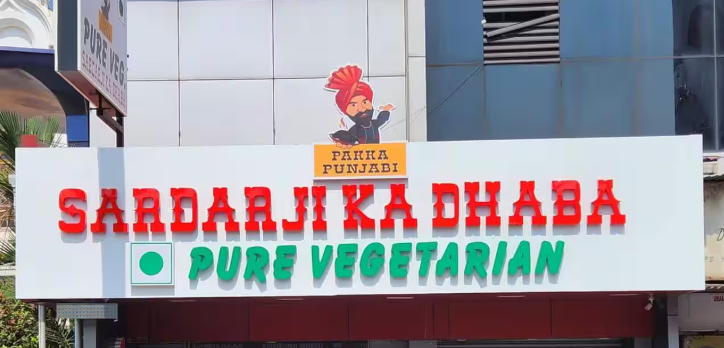 PURE VEG
PAKKA
PUNJABI
SARDARJI KA DHABA
PURE VEGETARIAN